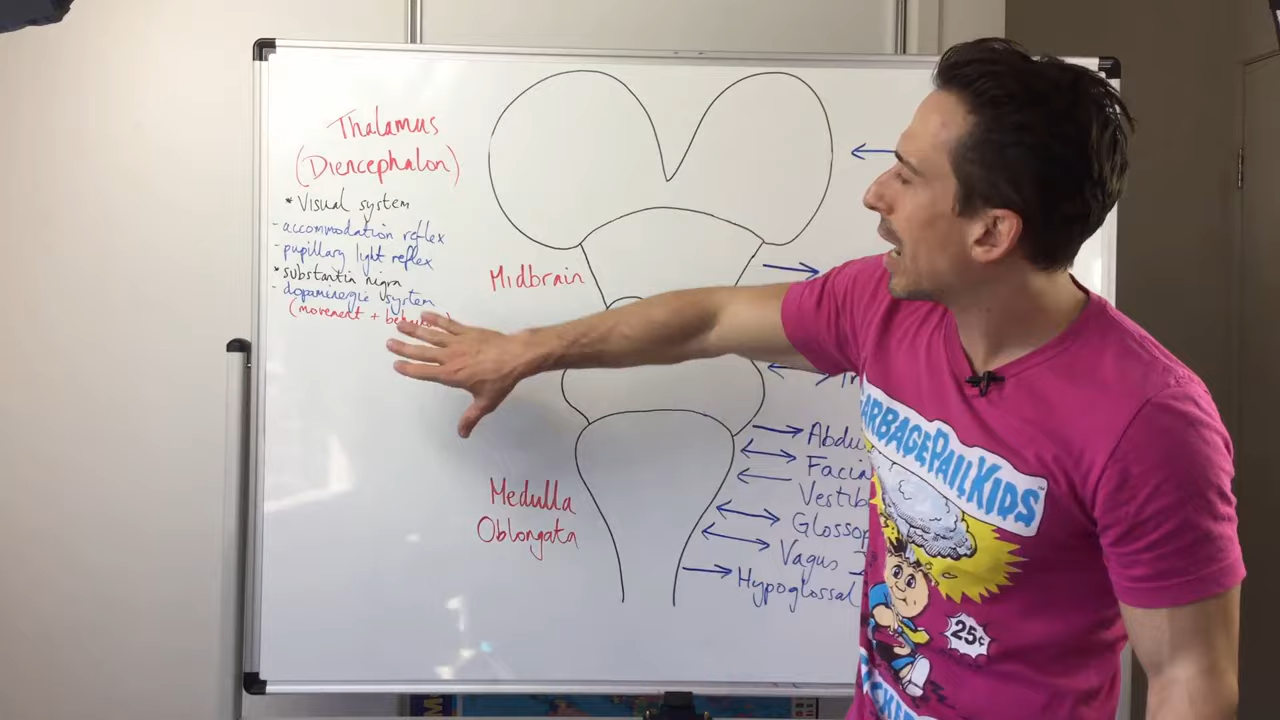 Thalamus
(Diencephalon)
* Visual system
- accommodation reflex
- pupillary light reflex
* substantia nigra
- dopaminergic system
(movement +
Midbrain
Medulla
Oblongata
Abdu
Facia
Vestib
Glossop
Vagus
Hypoglossal
GARBAGE PAIL KIDS
25¢